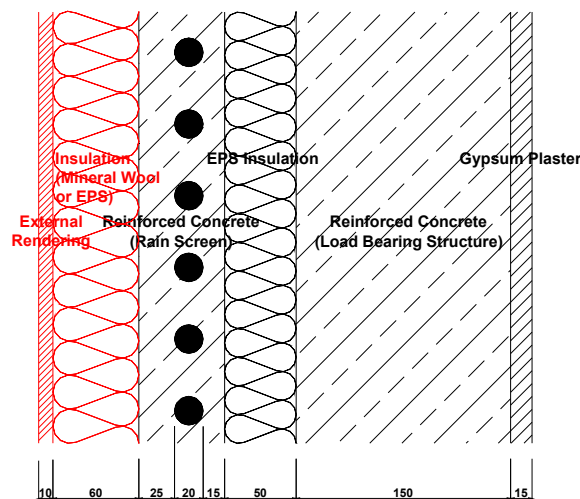 Insulation
(Mineral Wool
or EPS)
EPS Insulation
Gypsum Plaster
External
Rendering
Reinforced Concrete
(Rain Screen)
Reinforced Concrete
(Load Bearing Structure)
10 60 25 20 15 50 150 15